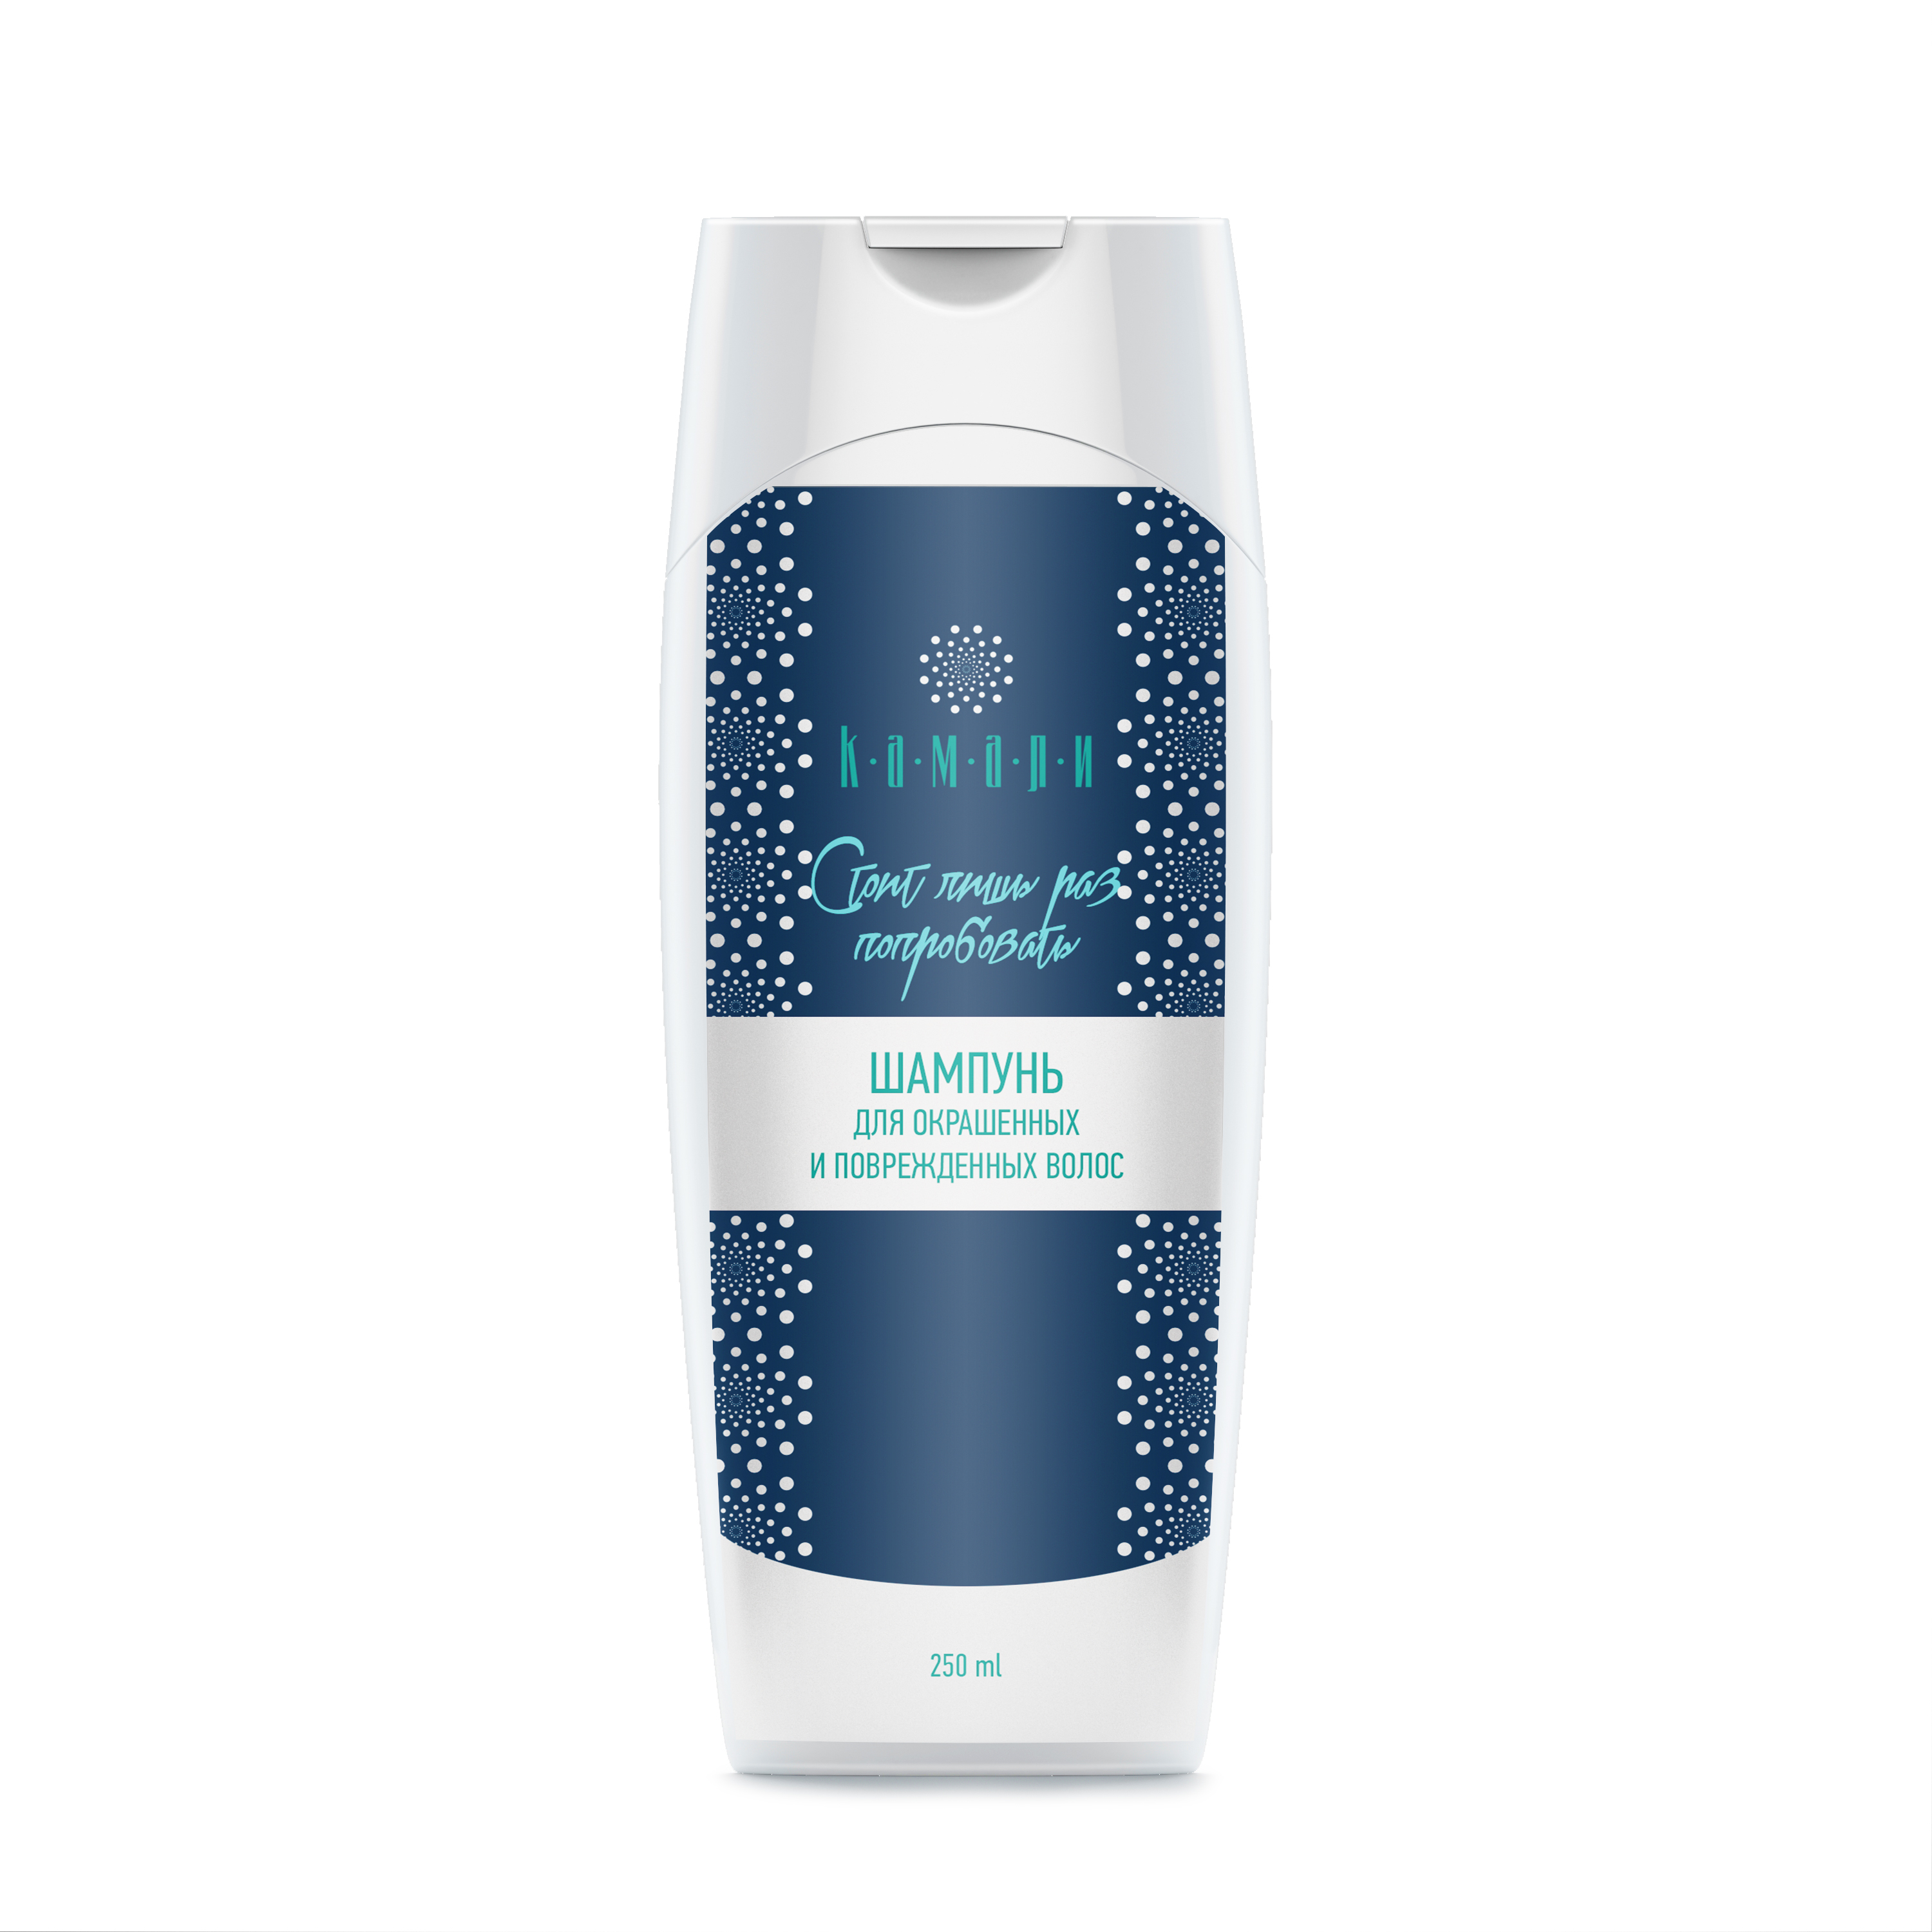 к·а·м·а·л·и
Стоит лишь раз
попробовать
ШАМПУНЬ
ДЛЯ ОКРАШЕННЫХ
И ПОВРЕЖДЕННЫХ ВОЛОС
250 ml